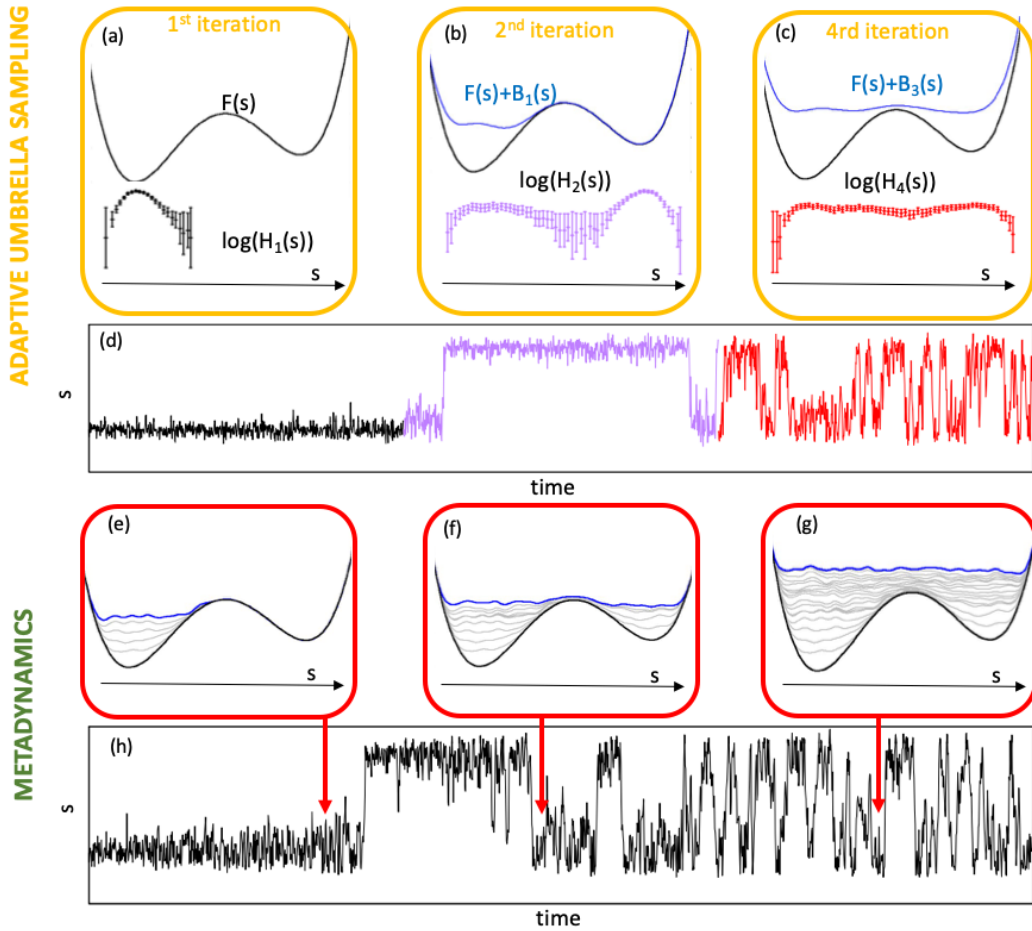 ADAPTIVE UMBRELLA SAMPLING
(a)
1st iteration
F(s)
log(H1(s))
s
(b)
2nd iteration
F(s)+B1(s)
log(H2(s))
s
(c)
4rd iteration
F(s)+B3(s)
log(H4(s))
s
(d)
s
time
METADYNAMICS
(e)
s
(f)
s
(g)
s
(h)
s
time